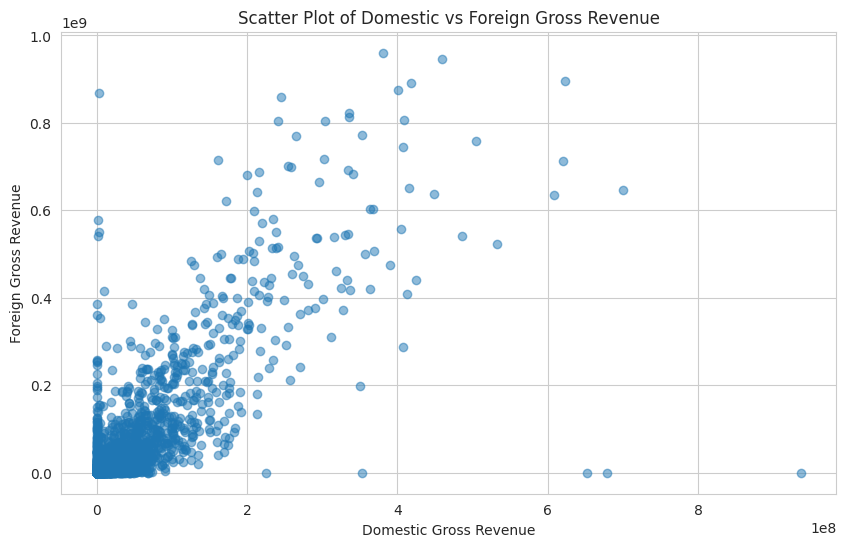 Scatter Plot of Domestic vs Foreign Gross Revenue
1e9
1.0
0.8
0.6
0.4
0.2
0.0
Foreign Gross Revenue
0 2 4 6 8
1e8
Domestic Gross Revenue